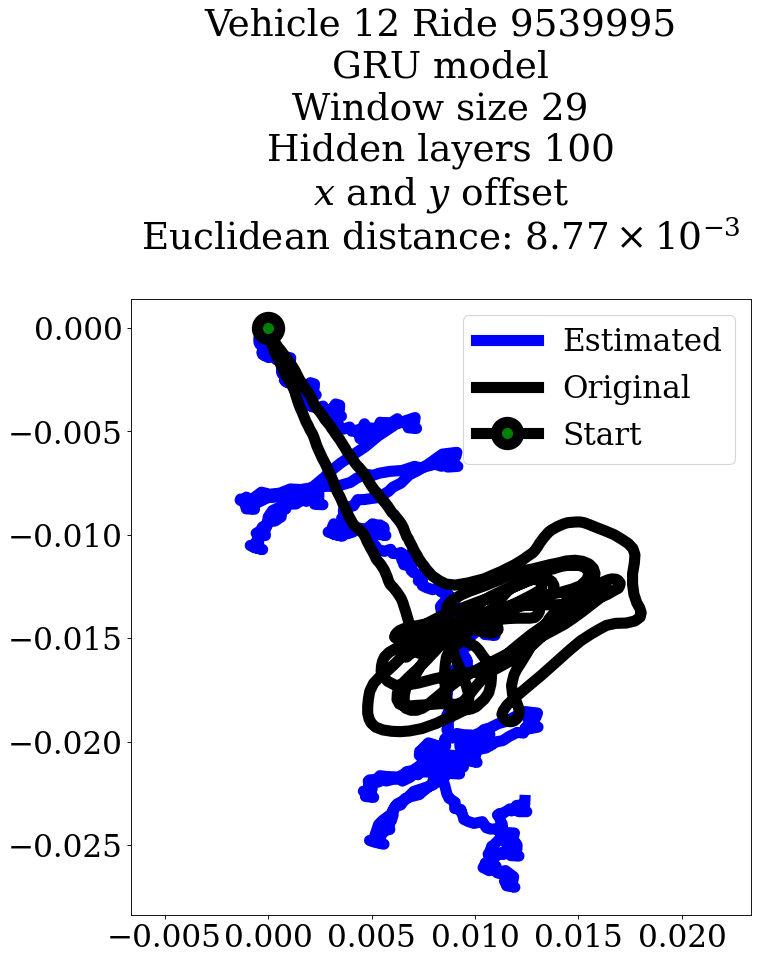 Vehicle 12 Ride 9539995
GRU model
Window size 29
Hidden layers 100
x and y offset
Euclidean distance: 8.77 × 10⁻³
Estimated
Original
Start
0.000
−0.005
−0.010
−0.015
−0.020
−0.025
−0.005 0.000 0.005 0.010 0.015 0.020